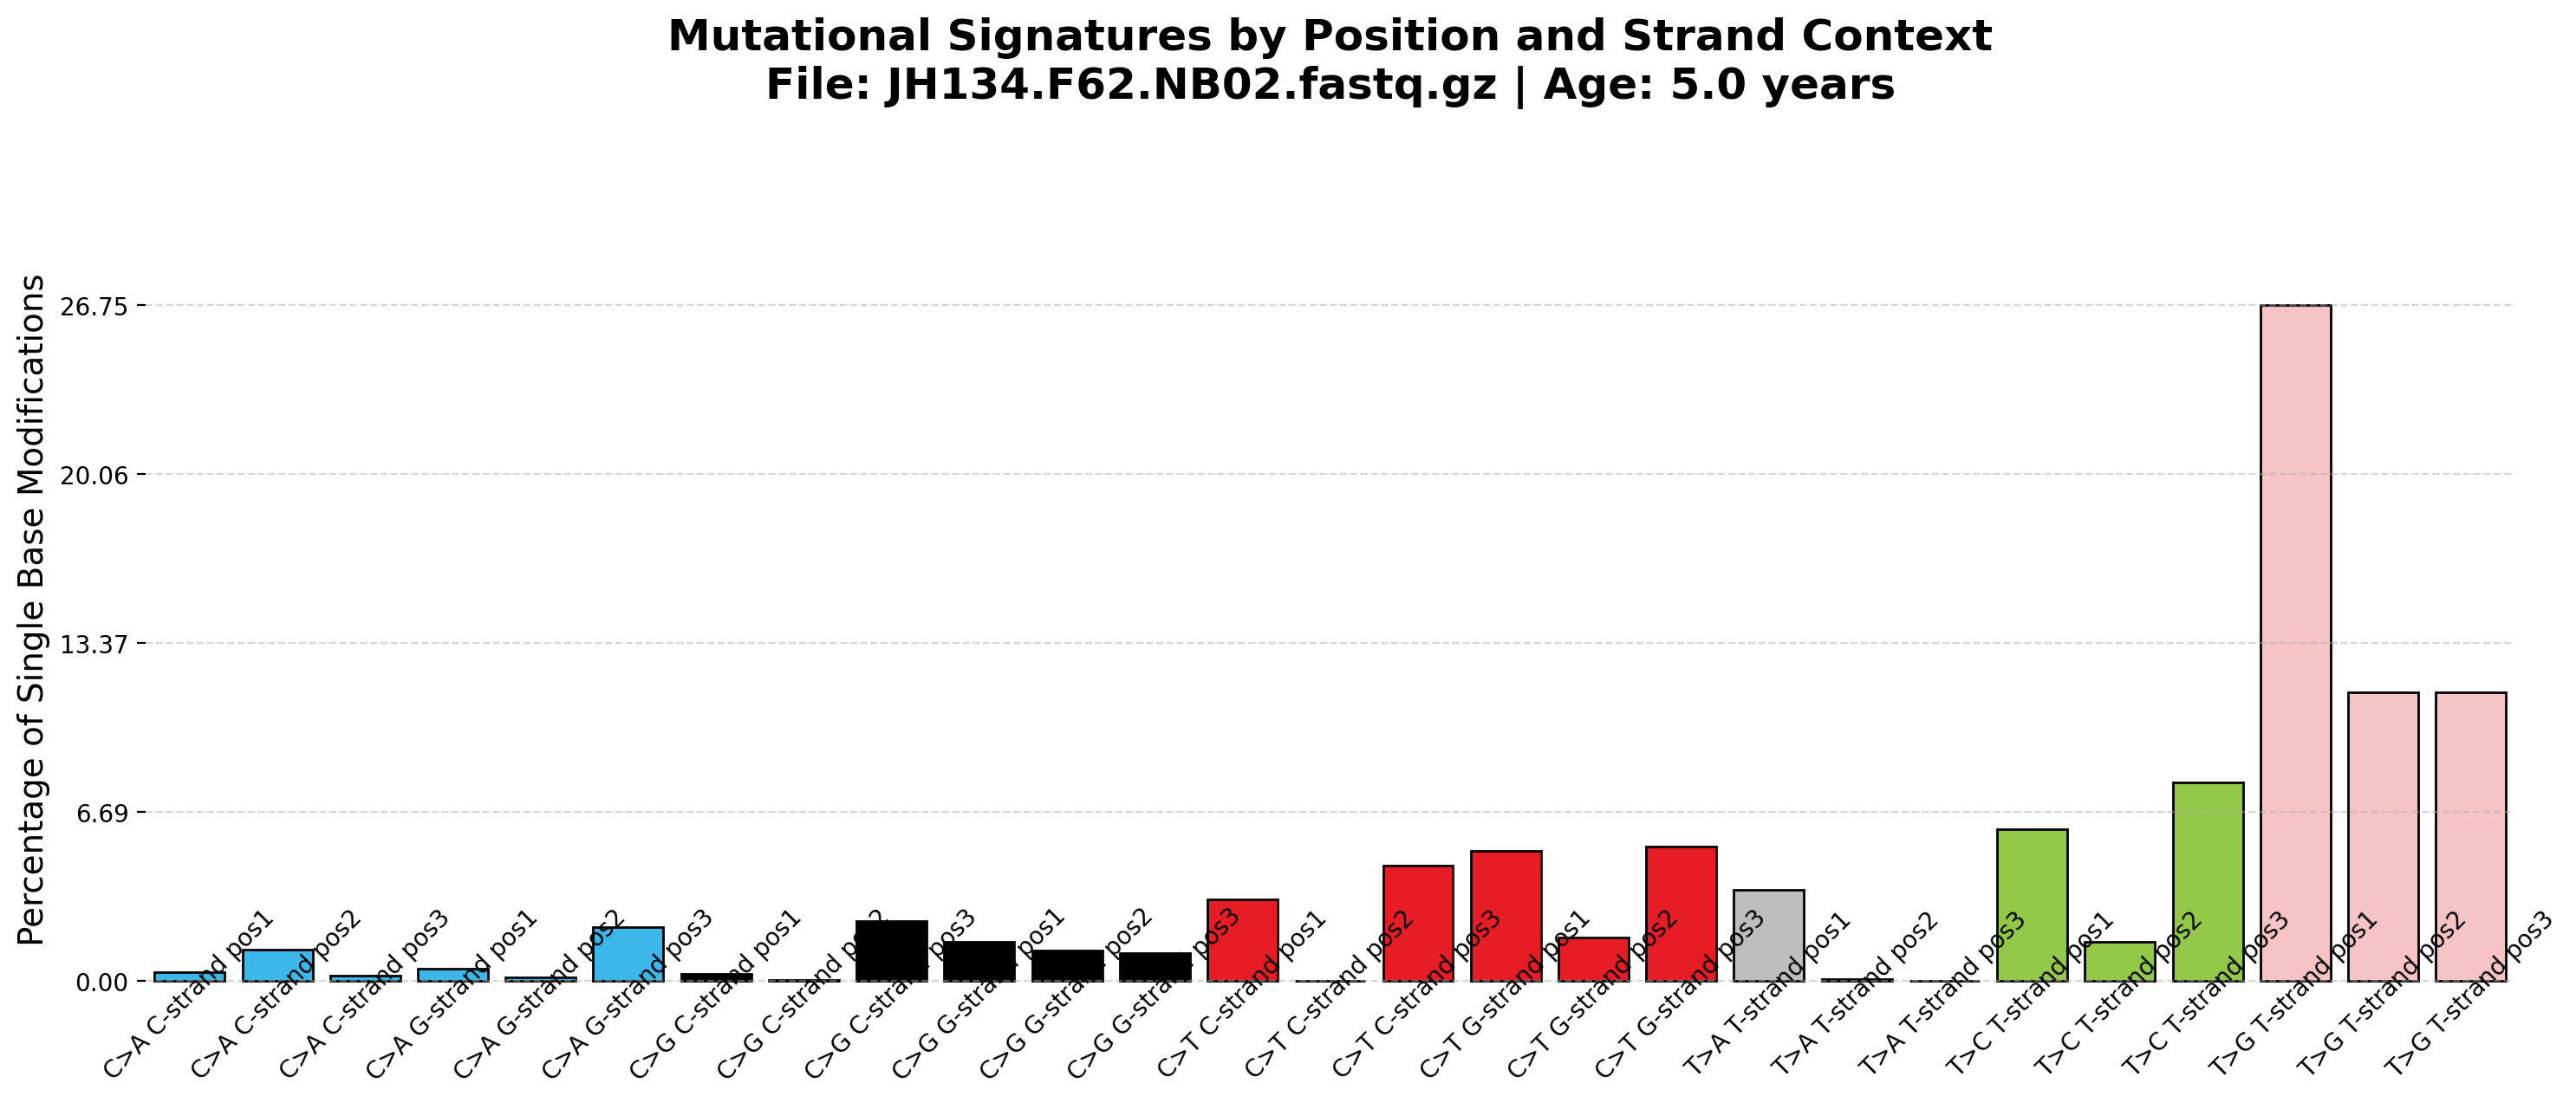 Mutational Signatures by Position and Strand Context
File: JH134.F62.NB02.fastq.gz | Age: 5.0 years
Percentage of Single Base Modifications
26.75
20.06
13.37
6.69
0.00
C>A C-strand pos1
C>A C-strand pos2
C>A C-strand pos3
C>A G-strand pos1
C>A G-strand pos2
C>A G-strand pos3
C>G C-strand pos1
C>G C-strand pos2
C>G C-strand pos3
C>G G-strand pos1
C>G G-strand pos2
C>G G-strand pos3
C>T C-strand pos1
C>T C-strand pos2
C>T C-strand pos3
C>T G-strand pos1
C>T G-strand pos2
C>T G-strand pos3
T>A T-strand pos1
T>A T-strand pos2
T>A T-strand pos3
T>C T-strand pos1
T>C T-strand pos2
T>C T-strand pos3
T>G T-strand pos1
T>G T-strand pos2
T>G T-strand pos3